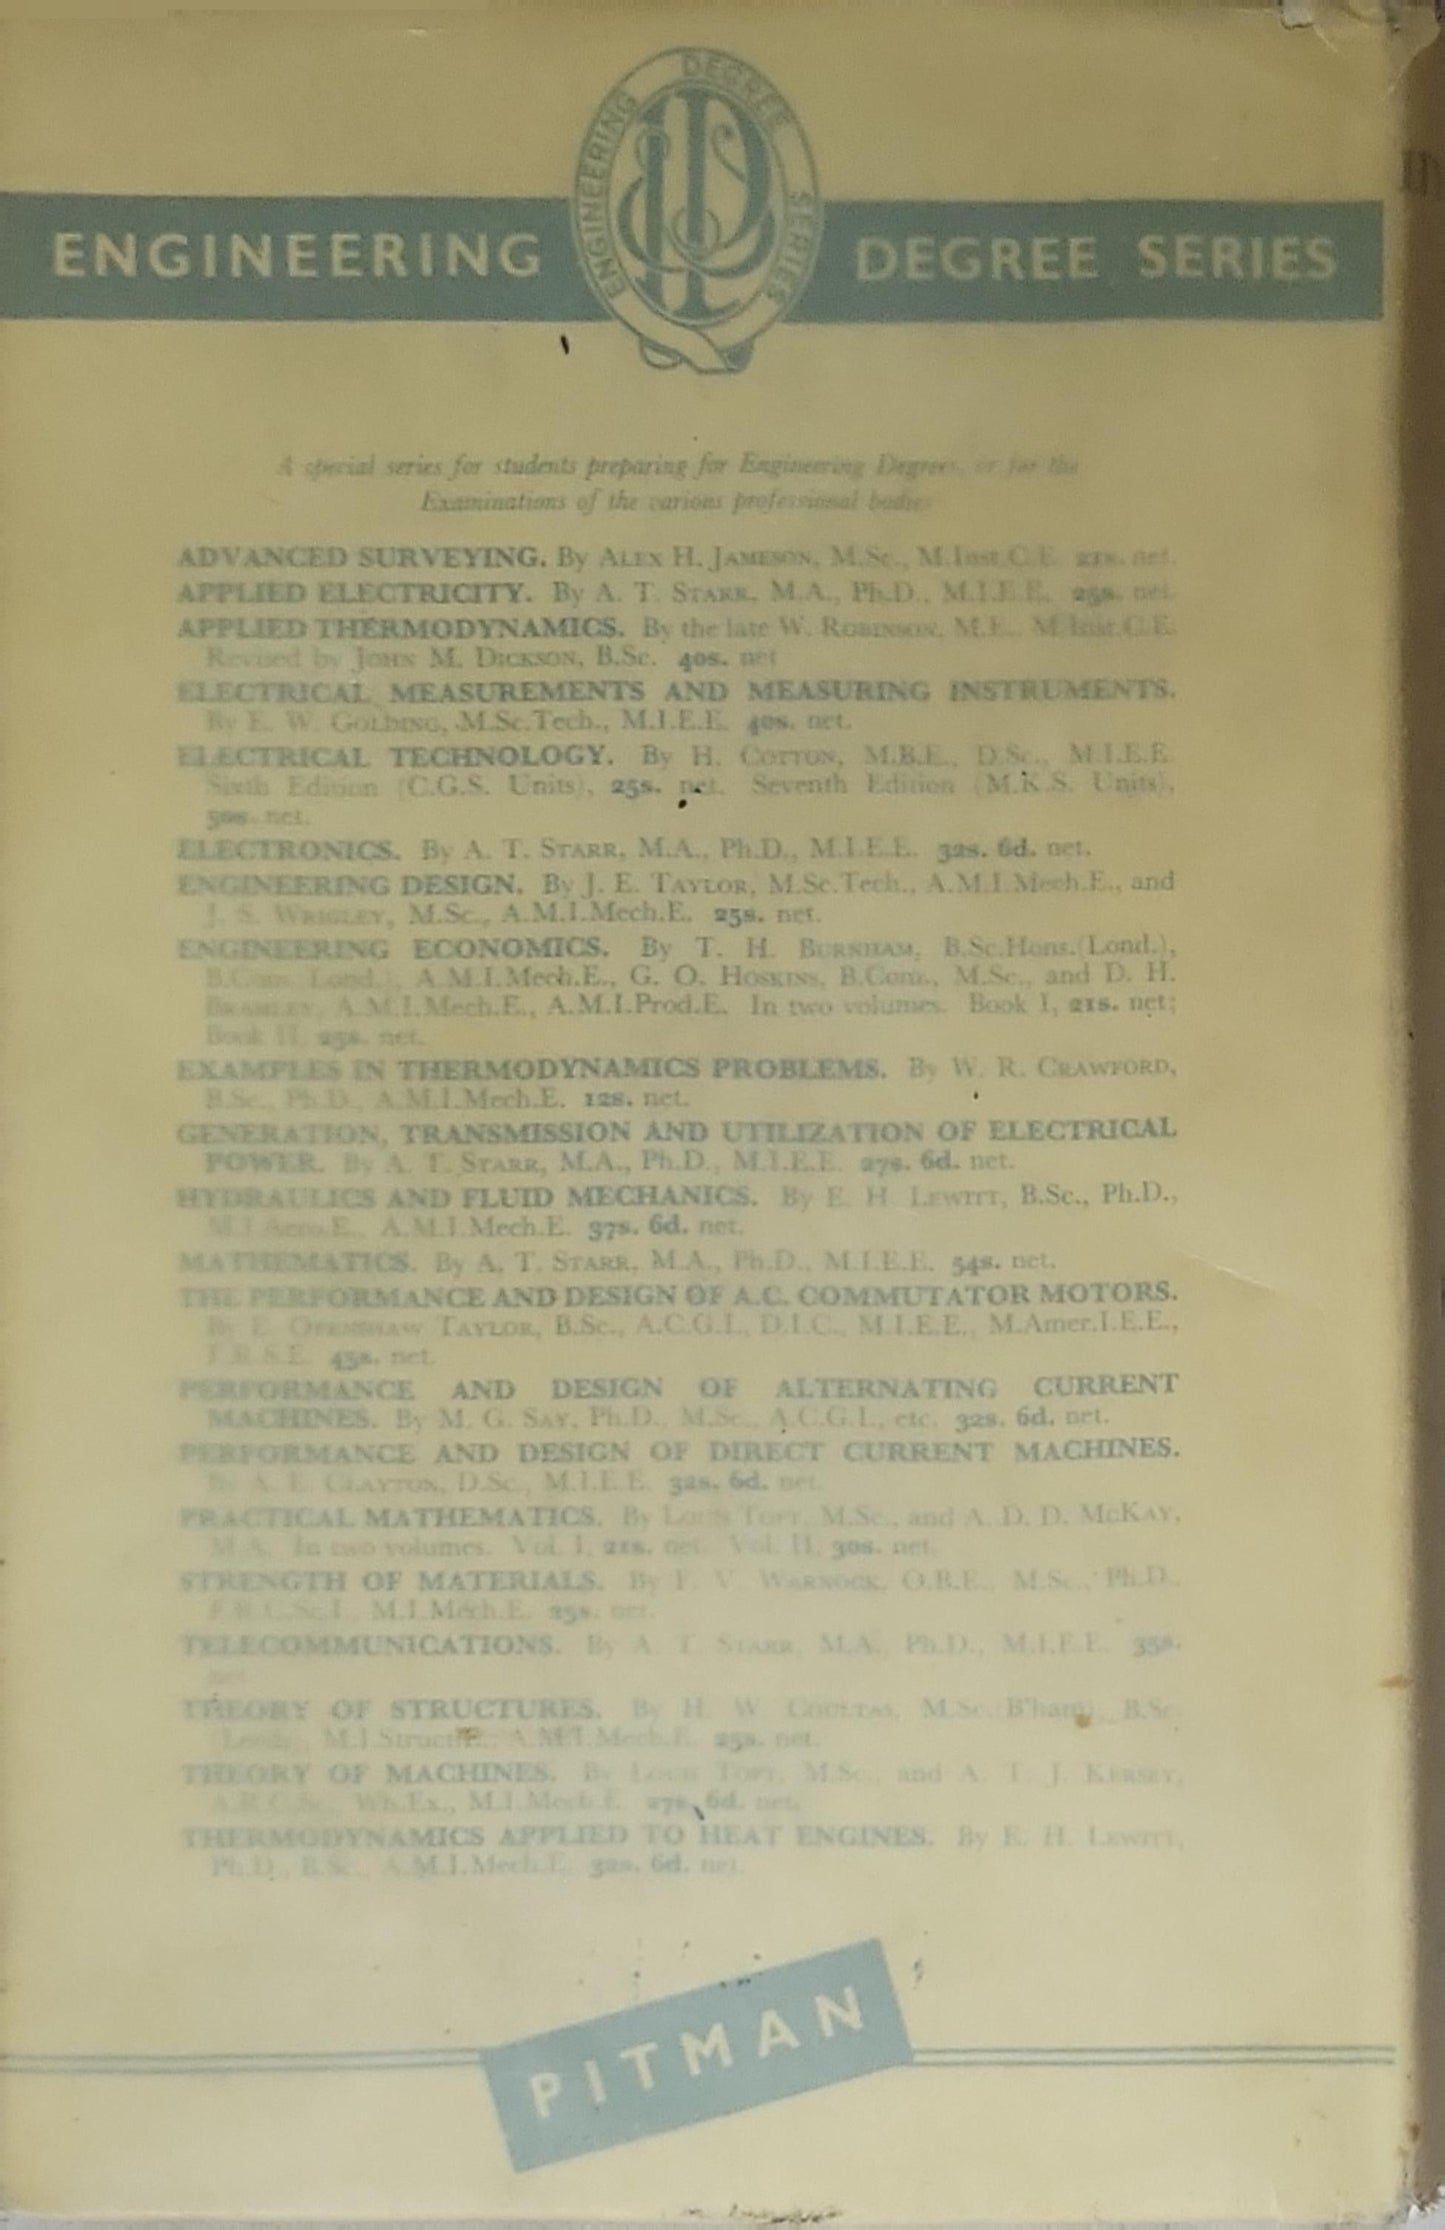 ENGINEERING DEGREE SERIES
ENGINEERING DEGREE SERIES
A special series for students preparing for Engineering Degrees, or for the
Examinations of the various professional bodies
ADVANCED SURVEYING. By ALEX H. JAMESON, M.Sc., M.Inst.C.E. 21s. net.
APPLIED ELECTRICITY. By A. T. STARR, M.A., Ph.D., M.I.E.E. 25s. net.
APPLIED THERMODYNAMICS. By the late W. ROBINSON, M.E., M.Inst.C.E.
Revised by JOHN M. DICKSON, B.Sc. 40s. net
ELECTRICAL MEASUREMENTS AND MEASURING INSTRUMENTS.
By E. W. GOLDING, M.Sc.Tech., M.I.E.E. 40s. net.
ELECTRICAL TECHNOLOGY. By H. COTTON, M.B.E., D.Sc., M.I.E.E.
Sixth Edition (C.G.S. Units), 25s. net. Seventh Edition (M.K.S. Units),
net.
ELECTRONICS. By A. T. STARR, M.A., Ph.D., M.I.E.E. 32s. 6d. net.
ENGINEERING DESIGN. By J. E. TAYLOR, M.Sc.Tech., A.M.I.Mech.E., and
J. S. WRIGLEY, M.Sc., A.M.I.Mech.E. 25s. net.
ENGINEERING ECONOMICS. By T. H. BURNHAM, B.Sc.Hons.(Lond.),
B.Com.(Lond.), A.M.I.Mech.E., G. O. HOSKINS, B.Com., M.Sc., and D. H.
BRAMLEY, A.M.I.Mech.E., A.M.I.Prod.E. In two volumes. Book I, 21s. net;
Book II, 25s. net.
EXAMPLES IN THERMODYNAMICS PROBLEMS. By W. R. CRAWFORD,
B.Sc., Ph.D., A.M.I.Mech.E. 12s. net.
GENERATION, TRANSMISSION AND UTILIZATION OF ELECTRICAL
POWER. By A. T. STARR, M.A., Ph.D., M.I.E.E. 27s. 6d. net.
HYDRAULICS AND FLUID MECHANICS. By E. H. LEWITT, B.Sc., Ph.D.,
M.I.Aero.E., A.M.I.Mech.E. 37s. 6d. net.
MATHEMATICS. By A. T. STARR, M.A., Ph.D., M.I.E.E. 54s. net.
THE PERFORMANCE AND DESIGN OF A.C. COMMUTATOR MOTORS.
By E. OPENSHAW TAYLOR, B.Sc., A.C.G.I., D.I.C., M.I.E.E., M.Amer.I.E.E.,
F.R.S.E. 45s. net.
PERFORMANCE AND DESIGN OF ALTERNATING CURRENT
MACHINES. By M. G. SAY, Ph.D., M.Sc., A.C.G.I., etc. 32s. 6d. net.
PERFORMANCE AND DESIGN OF DIRECT CURRENT MACHINES.
By A. E. CLAYTON, D.Sc., M.I.E.E. 32s. 6d. net.
PRACTICAL MATHEMATICS. By LOUIS TOFT, M.Sc., and A. D. D. McKAY,
M.A. In two volumes. Vol. I, 21s. net. Vol. II, 30s. net.
STRENGTH OF MATERIALS. By F. V. WARNOCK, O.B.E., M.Sc., Ph.D.,
F.R.C.Sc.I., M.I.Mech.E. 25s. net.
TELECOMMUNICATIONS. By A. T. STARR, M.A., Ph.D., M.I.E.E. 35s.
net.
THEORY OF STRUCTURES. By H. W. COULTAS, M.Sc.(B'ham), B.Sc.
(Leeds), M.I.Struct.E., A.M.I.Mech.E. 25s. net.
THEORY OF MACHINES. By LOUIS TOFT, M.Sc., and A. T. J. KERSEY,
A.R.C.Sc., Wh.Ex., M.I.Mech.E. 27s. 6d. net.
THERMODYNAMICS APPLIED TO HEAT ENGINES. By E. H. LEWITT,
Ph.D., B.Sc., A.M.I.Mech.E. 32s. 6d. net.
PITMAN